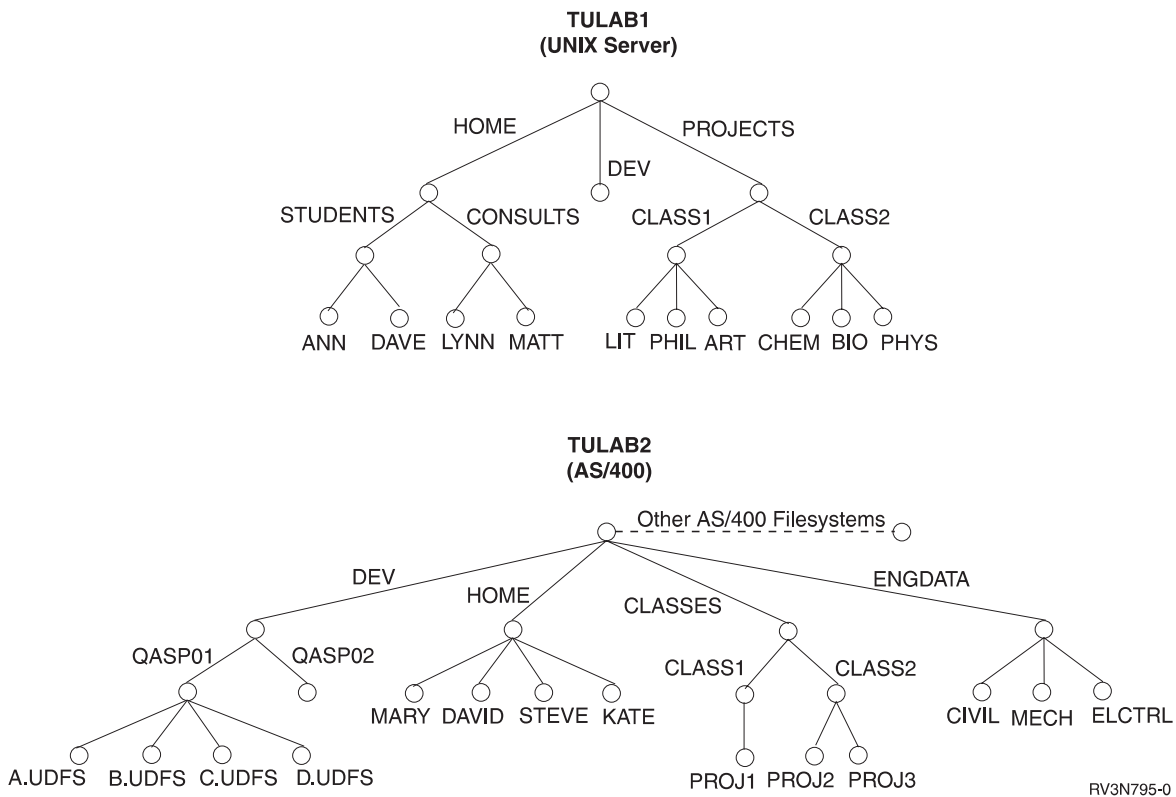 TULAB1
(UNIX Server)
HOME
PROJECTS
DEV
STUDENTS
CONSULTS
CLASS1
CLASS2
ANN
DAVE
LYNN
MATT
LIT
PHIL
ART
CHEM
BIO
PHYS
TULAB2
(AS/400)
Other AS/400 Filesystems
DEV
HOME
CLASSES
ENGDATA
QASP01
QASP02
CLASS1
CLASS2
MARY
DAVID
STEVE
KATE
CIVIL
MECH
ELCTRL
A.UDFS
B.UDFS
C.UDFS
D.UDFS
PROJ1
PROJ2
PROJ3
RV3N795-0